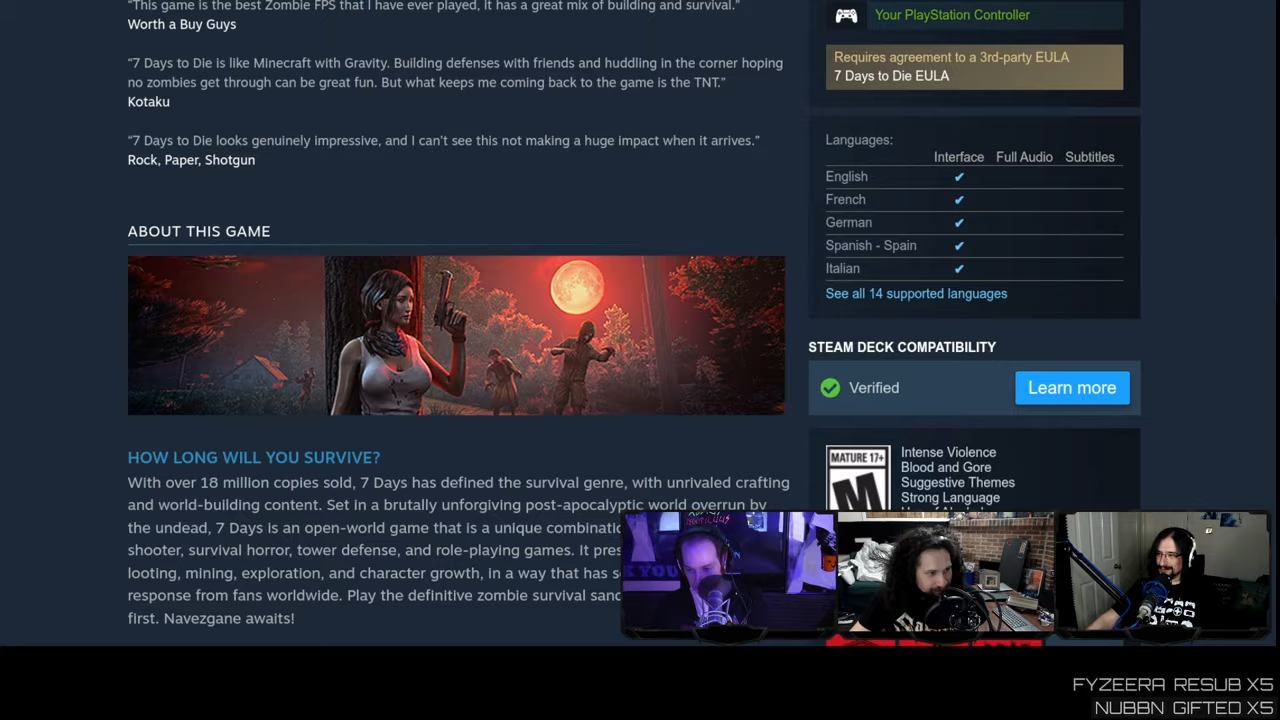 “This game is the best Zombie FPS that I have ever played, it has a great mix of building and survival.”
Worth a Buy Guys
“7 Days to Die is like Minecraft with Gravity. Building defenses with friends and huddling in the corner hoping
no zombies get through can be great fun. But what keeps me coming back to the game is the TNT.”
Kotaku
“7 Days to Die looks genuinely impressive, and I can’t see this not making a huge impact when it arrives.”
Rock, Paper, Shotgun
ABOUT THIS GAME
HOW LONG WILL YOU SURVIVE?
With over 18 million copies sold, 7 Days has defined the survival genre, with unrivaled crafting
and world-building content. Set in a brutally unforgiving post-apocalyptic world overrun by
the undead, 7 Days is an open-world game that is a unique
shooter, survival horror, tower defense, and role-playing games. It
looting, mining, exploration, and character growth, in a way that has
response from fans worldwide. Play the definitive zombie survival
first. Navezgane awaits!
Your PlayStation Controller
Requires agreement to a 3rd-party EULA
7 Days to Die EULA
Languages:
Interface Full Audio Subtitles
English ✔
French ✔
German ✔
Spanish - Spain ✔
Italian ✔
See all 14 supported languages
STEAM DECK COMPATIBILITY
Verified Learn more
MATURE 17+
M
Intense Violence
Blood and Gore
Suggestive Themes
Strong Language
FYZEERA RESUB X5
NUBBN GIFTED X5